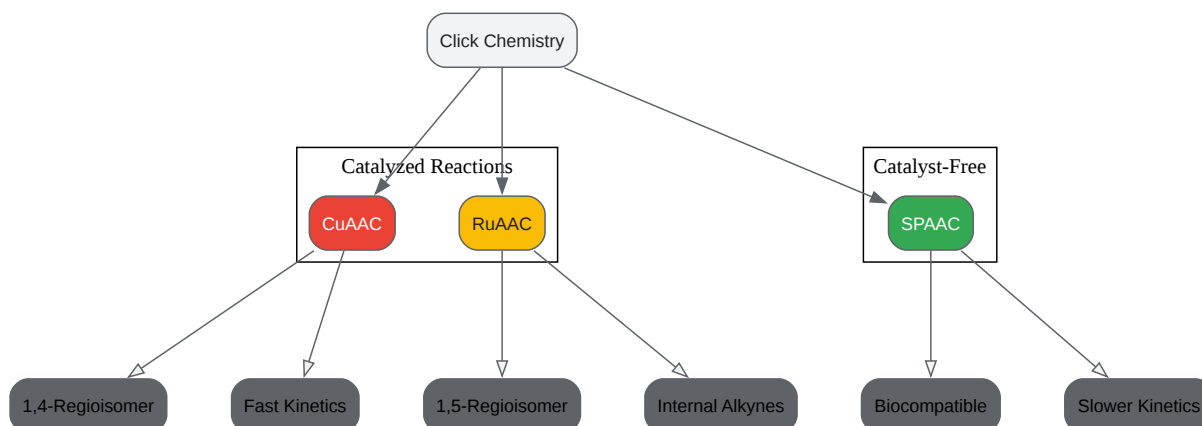 Click Chemistry
Catalyzed Reactions
Catalyst-Free
CuAAC
RuAAC
SPAAC
1,4-Regioisomer
Fast Kinetics
1,5-Regioisomer
Internal Alkynes
Biocompatible
Slower Kinetics